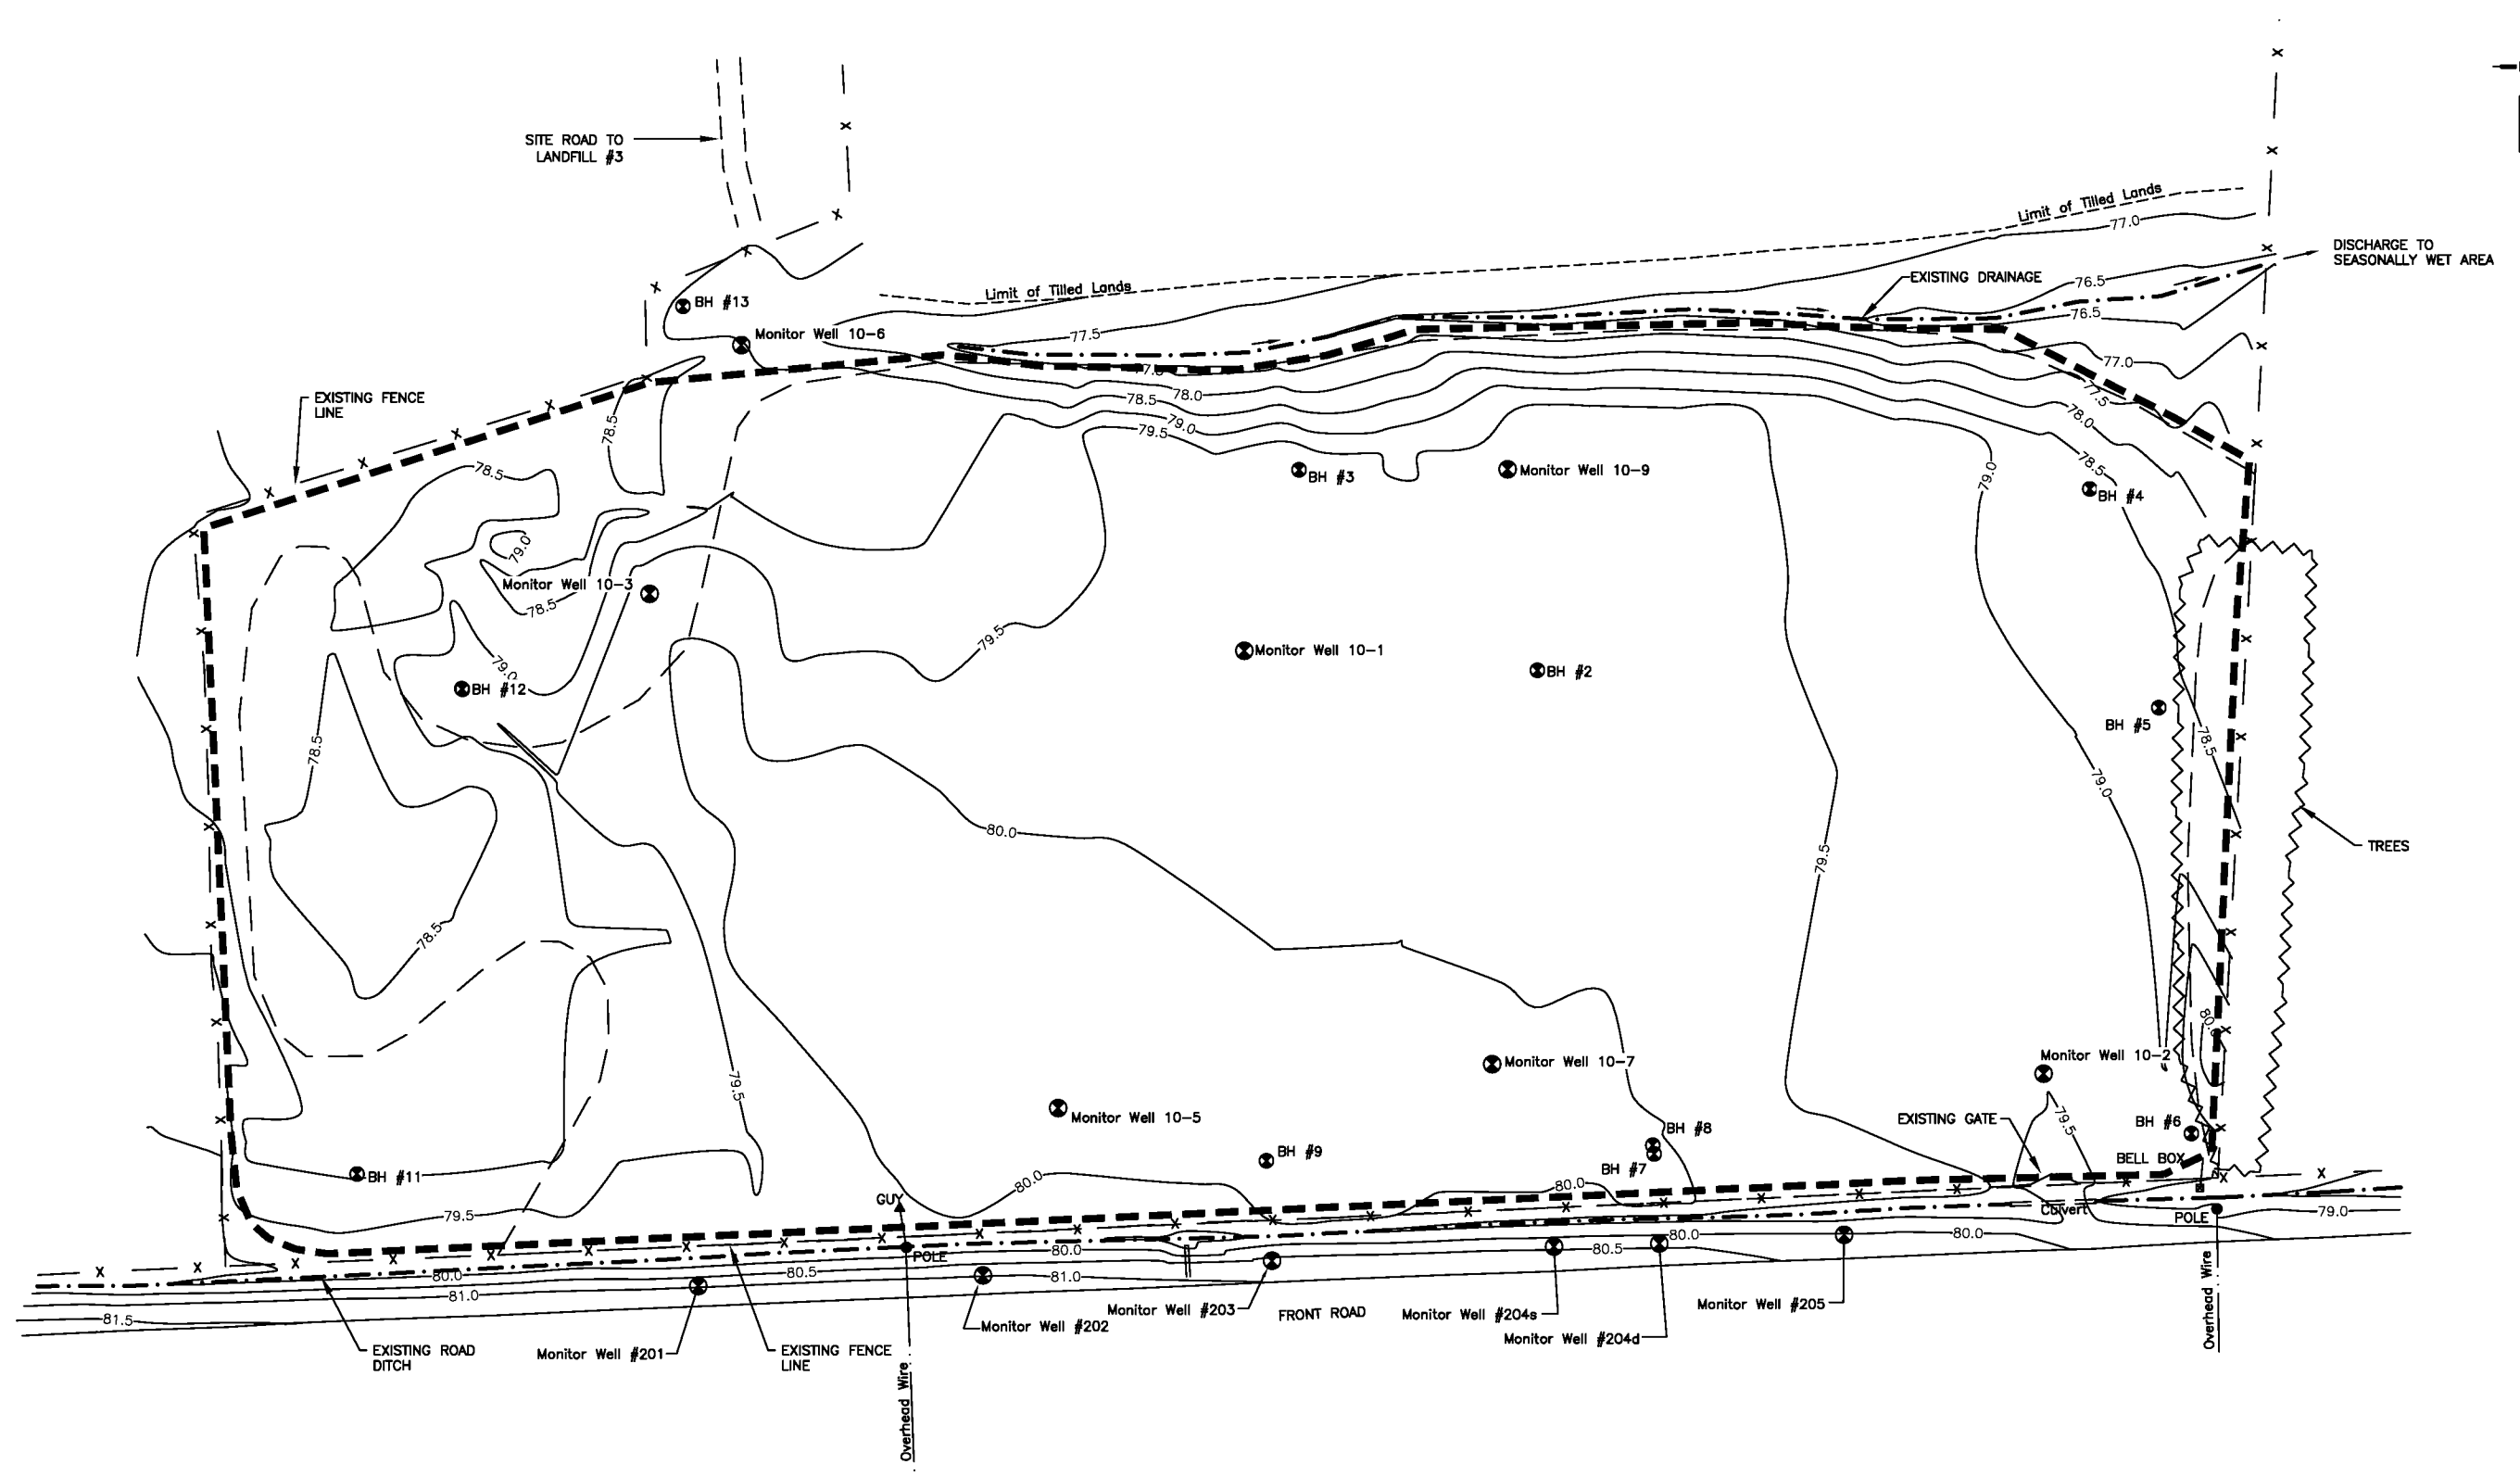 SITE ROAD TO
LANDFILL #3
Limit of Tilled Lands
77.0
DISCHARGE TO
SEASONALLY WET AREA
EXISTING DRAINAGE
76.5
Limit of Tilled Lands
BH #13
76.5
Monitor Well 10-6
77.5
77.0
78.0
77.5
EXISTING FENCE
LINE
78.5
79.0
78.0
79.5
78.5
78.5
BH #3
Monitor Well 10-9
79.0
78.5
BH #4
79.0
Monitor Well 10-3
78.5
79.5
Monitor Well 10-1
79.0
BH #12
BH #2
BH #5
78.5
78.5
79.0
80.0
79.5
TREES
78.5
Monitor Well 10-2
Monitor Well 10-7
79.5
Monitor Well 10-5
EXISTING GATE
79.5
BH #6
BH #8
BH #9
BH #7
BELL BOX
BH #11
80.0
80.0
GUY
79.5
Culvert
POLE
79.0
POLE
80.0
80.5
80.0
80.0
80.0
80.5
81.0
81.0
81.5
Monitor Well #203
FRONT ROAD
Monitor Well #204s
Monitor Well #205
Monitor Well #202
Monitor Well #204d
EXISTING ROAD
DITCH
Monitor Well #201
EXISTING FENCE
LINE
Overhead Wire
Overhead Wire